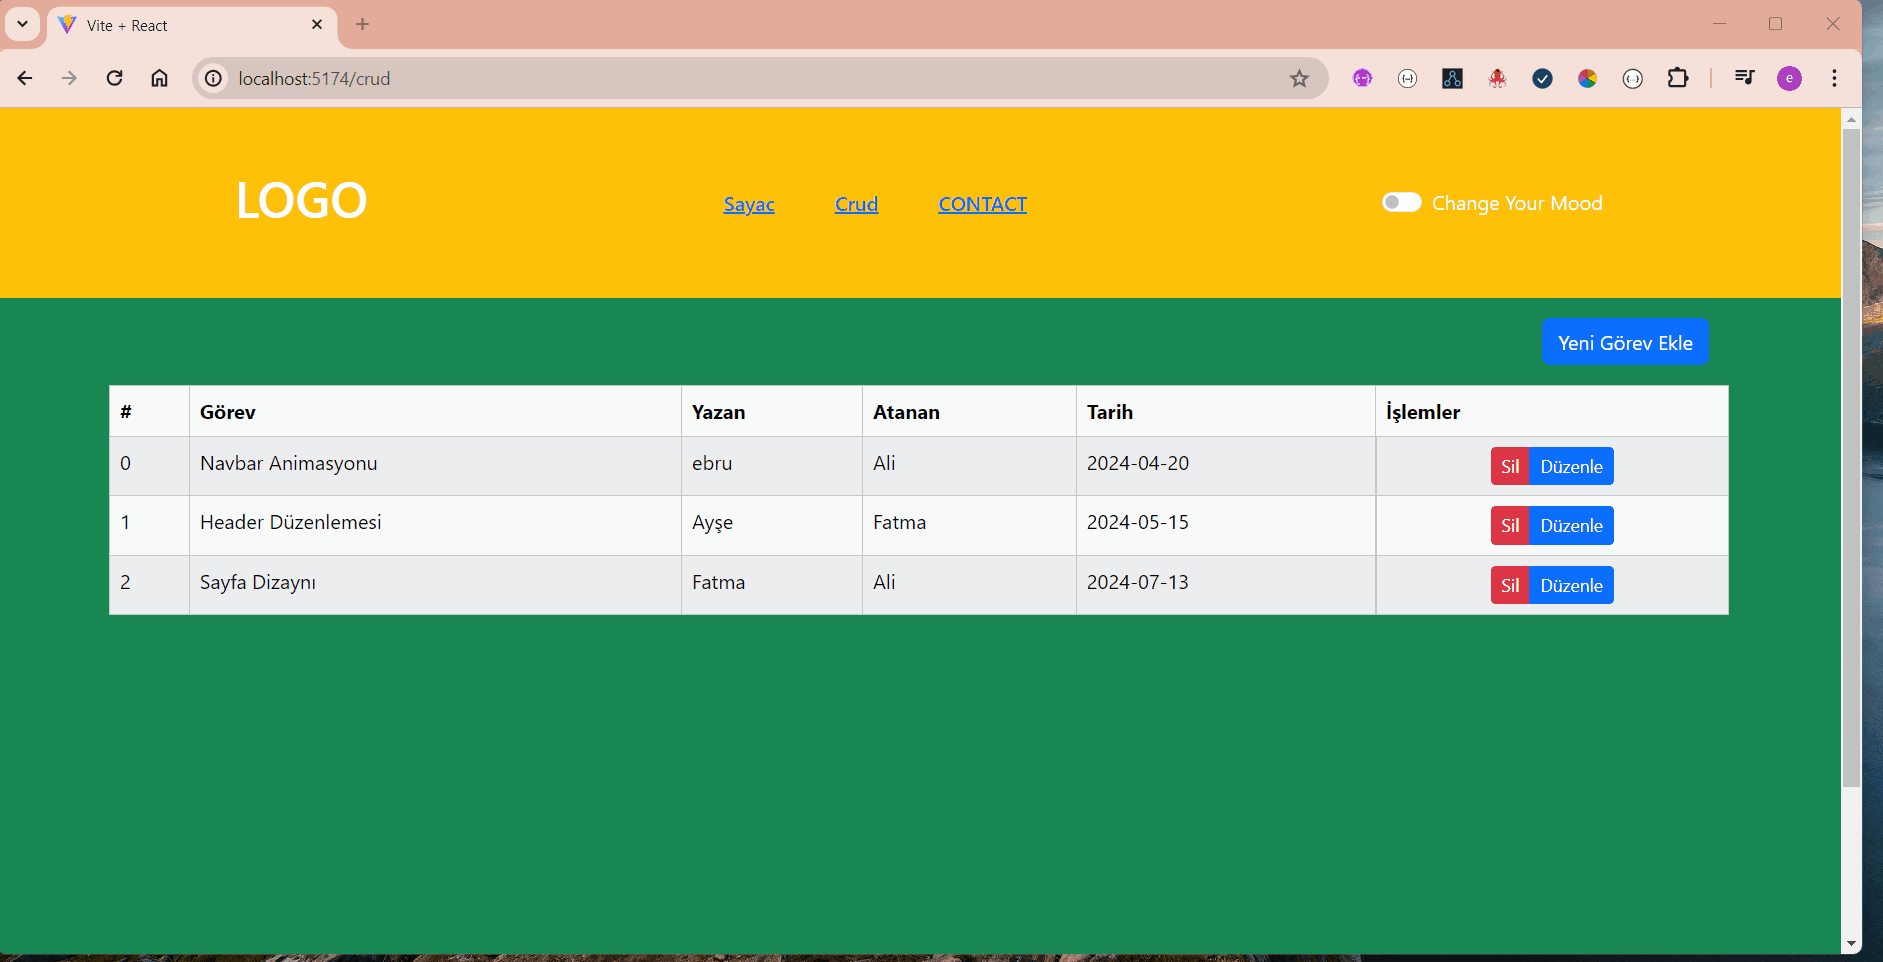 Vite + React
localhost:5174/crud
e
LOGO
Sayac Crud CONTACT
Change Your Mood
Yeni Görev Ekle
# Görev Yazan Atanan Tarih İşlemler
0 Navbar Animasyonu ebru Ali 2024-04-20 Sil Düzenle
1 Header Düzenlemesi Ayşe Fatma 2024-05-15 Sil Düzenle
2 Sayfa Dizaynı Fatma Ali 2024-07-13 Sil Düzenle